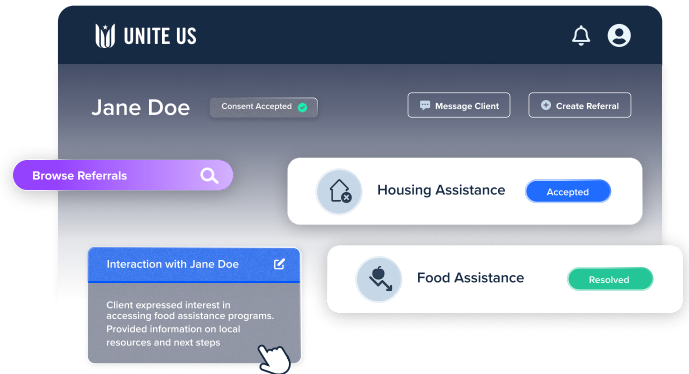 UNITE US
Jane Doe
Consent Accepted
Message Client
Create Referral
Browse Referrals
Housing Assistance
Accepted
Interaction with Jane Doe
Client expressed interest in
accessing food assistance programs.
Provided information on local
resources and next steps
Food Assistance
Resolved